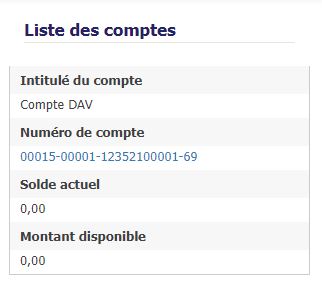 Liste des comptes
Intitulé du compte
Compte DAV
Numéro de compte
00015-00001-12352100001-69
Solde actuel
0,00
Montant disponible
0,00